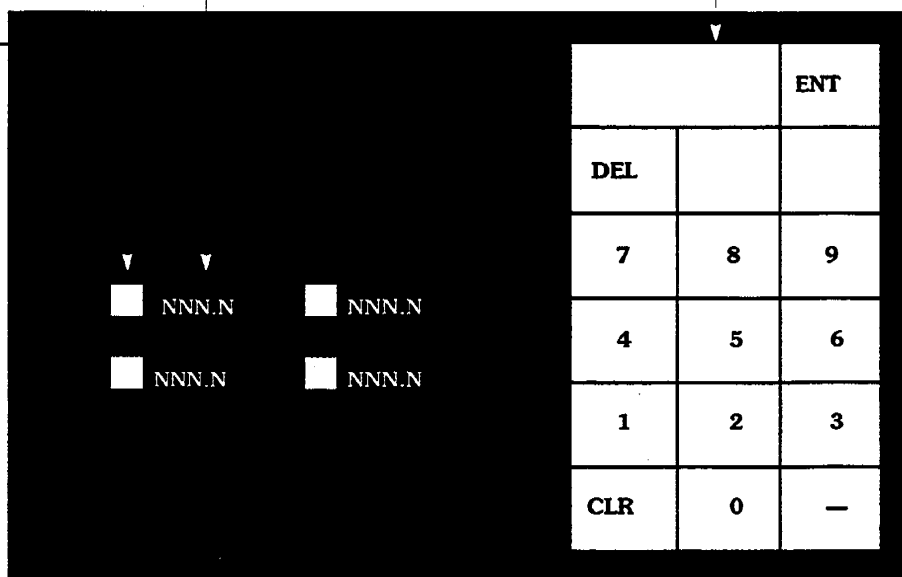 ENT
DEL
7 8 9
NNN.N NNN.N
4 5 6
NNN.N NNN.N
1 2 3
CLR 0 —